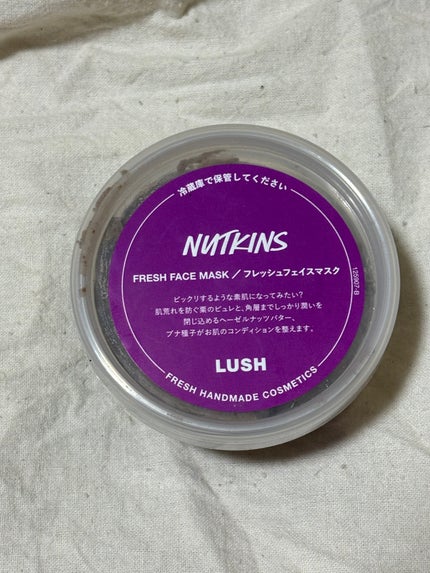 冷蔵庫で保管してください
NUTKINS
FRESH FACE MASK / フレッシュフェイスマスク
ビックリするような素肌になってみたい?
肌荒れを防ぐ栗のピュレと、角層までしっかり潤いを
閉じ込めるヘーゼルナッツバター、
ブナ種子がお肌のコンディションを整えます。
LUSH
FRESH HANDMADE COSMETICS
125907-B